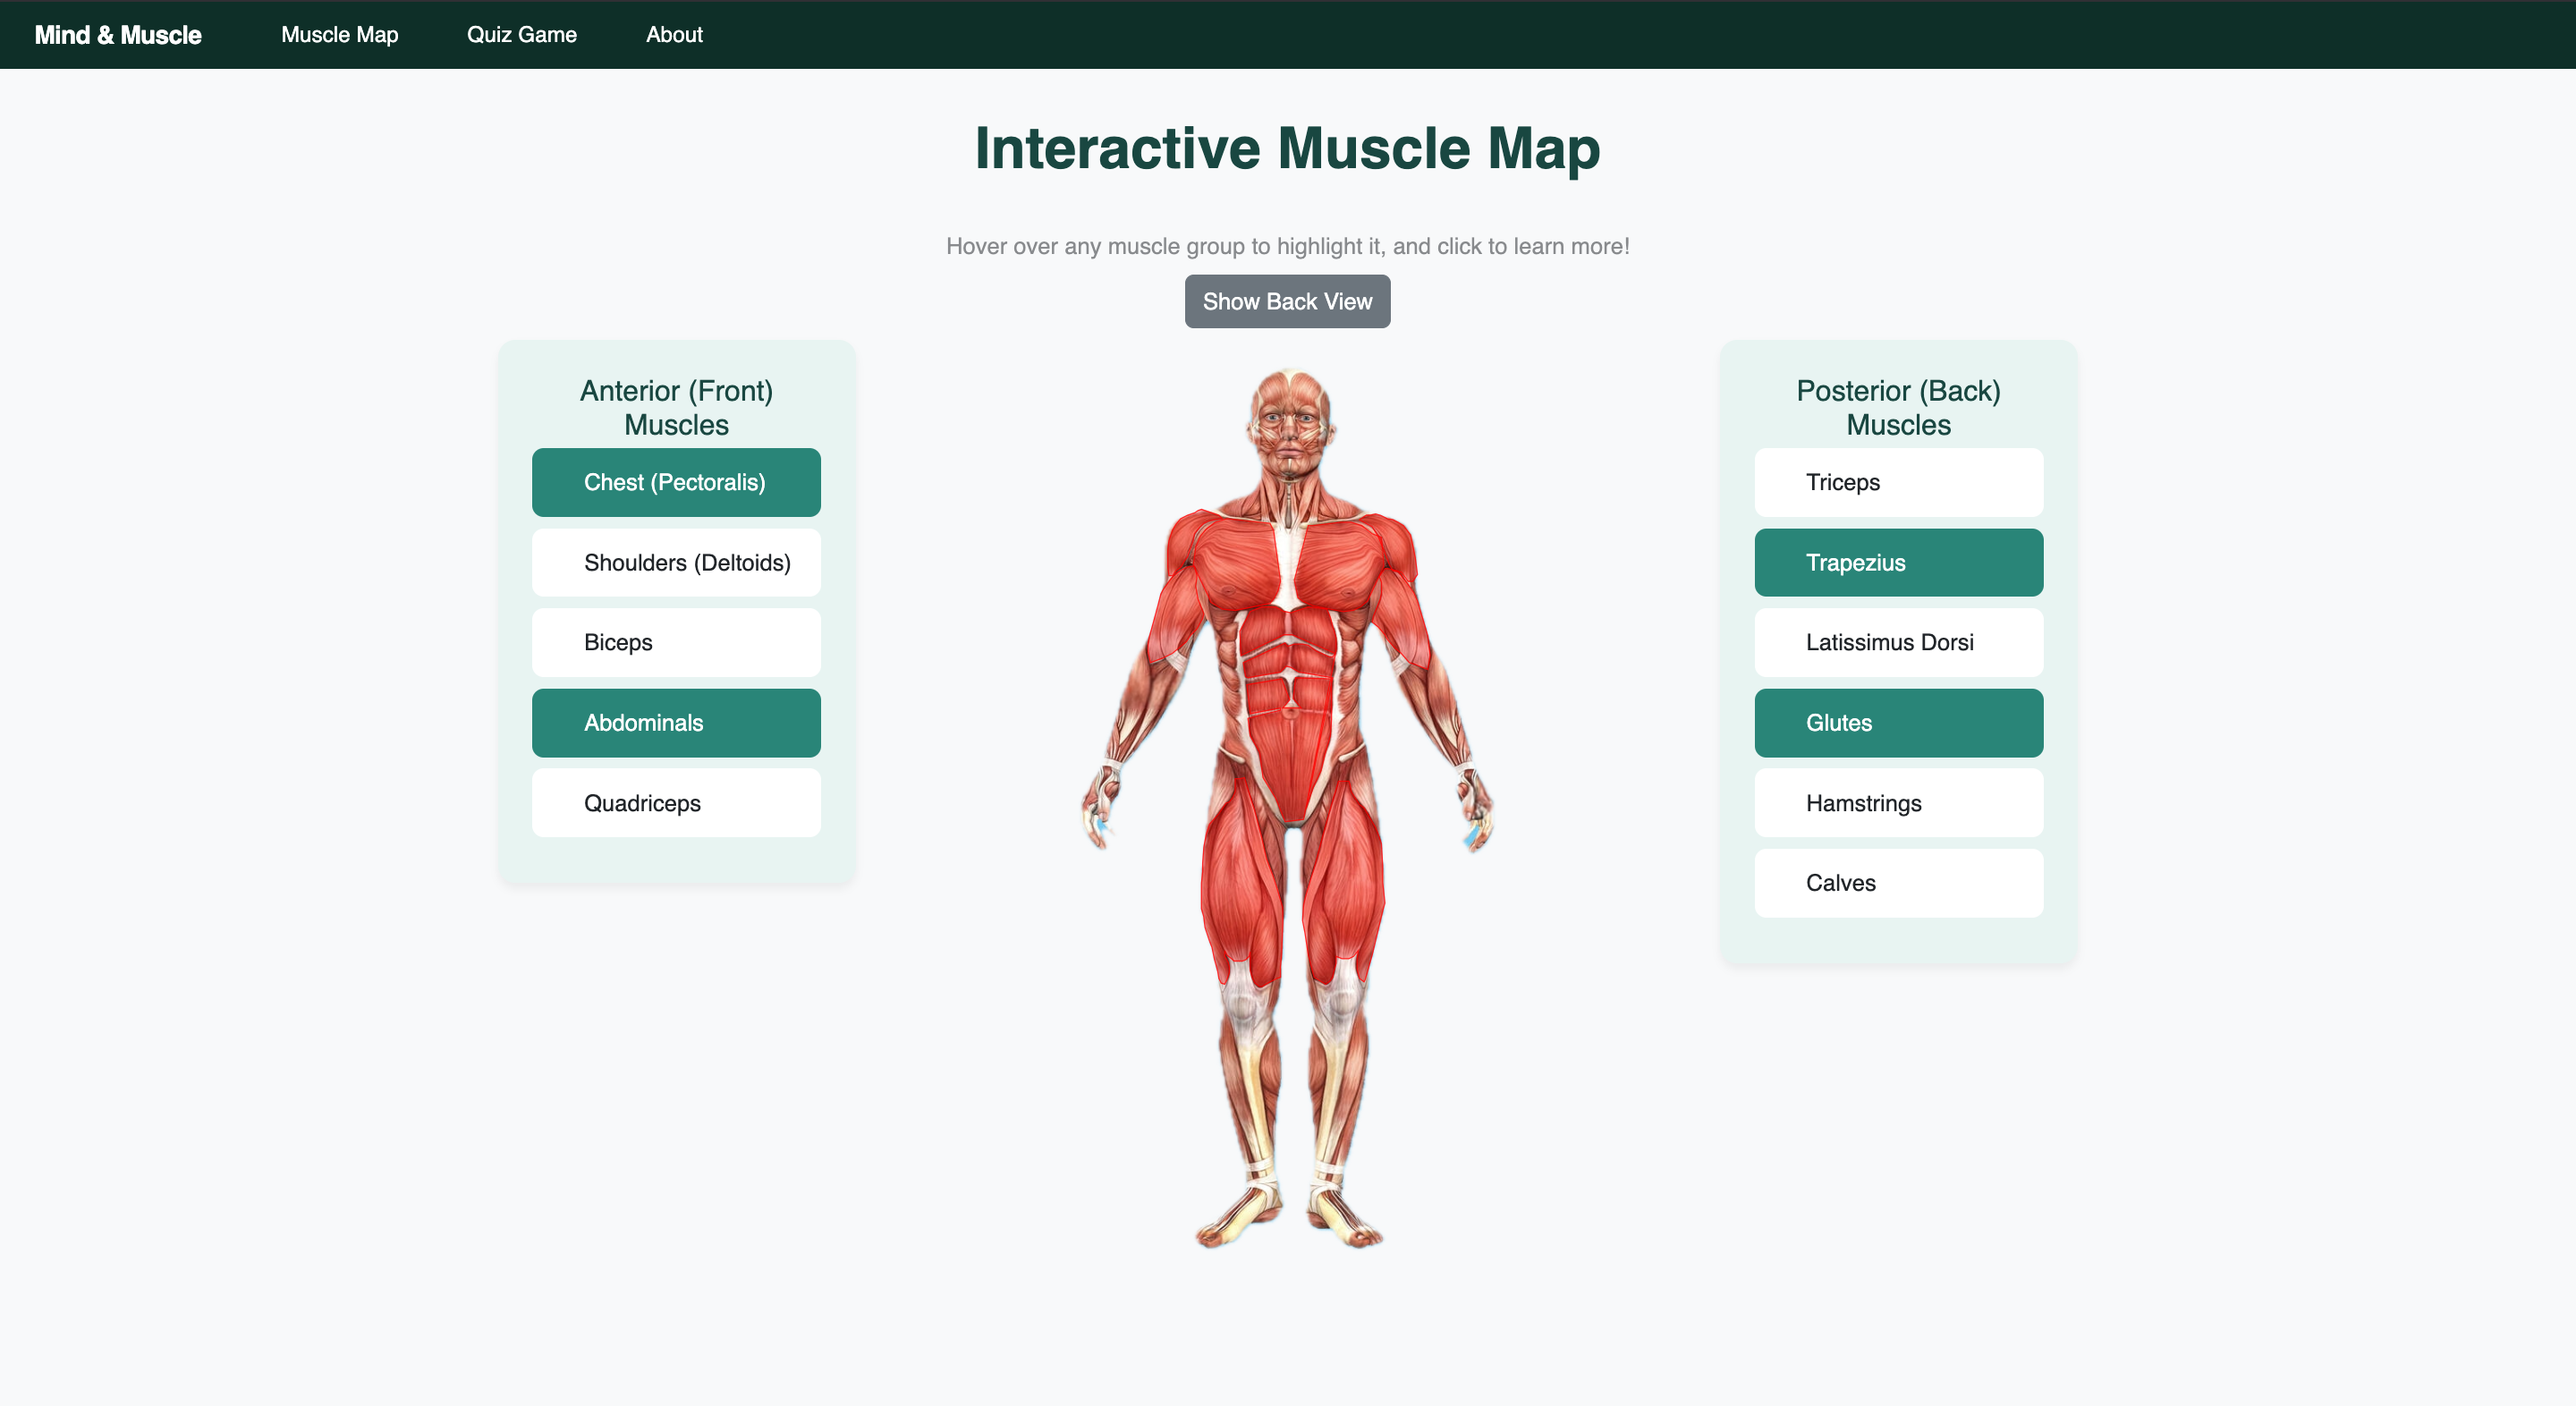 Mind & Muscle
Muscle Map
Quiz Game
About
Interactive Muscle Map
Hover over any muscle group to highlight it, and click to learn more!
Show Back View
Anterior (Front)
Muscles
Chest (Pectoralis)
Shoulders (Deltoids)
Biceps
Abdominals
Quadriceps
Posterior (Back)
Muscles
Triceps
Trapezius
Latissimus Dorsi
Glutes
Hamstrings
Calves